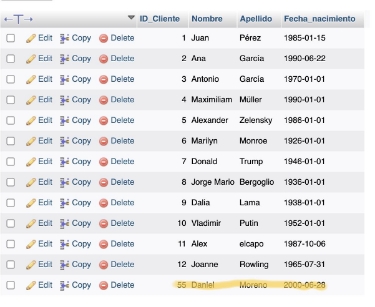 ID_Cliente Nombre Apellido Fecha_nacimiento
Edit Copy Delete 1 Juan Pérez 1985-01-15
Edit Copy Delete 2 Ana García 1990-06-22
Edit Copy Delete 3 Antonio García 1970-01-01
Edit Copy Delete 4 Maximiliam Müller 1990-01-01
Edit Copy Delete 5 Alexander Zelensky 1986-01-01
Edit Copy Delete 6 Marilyn Monroe 1926-01-01
Edit Copy Delete 7 Donald Trump 1946-01-01
Edit Copy Delete 8 Jorge Mario Bergoglio 1936-01-01
Edit Copy Delete 9 Dalia Lama 1938-01-01
Edit Copy Delete 10 Vladimir Putin 1952-01-01
Edit Copy Delete 11 Alex elcapo 1987-10-06
Edit Copy Delete 12 Joanne Rowling 1965-07-31
Edit Copy Delete 55 Daniel Moreno 2000-06-28